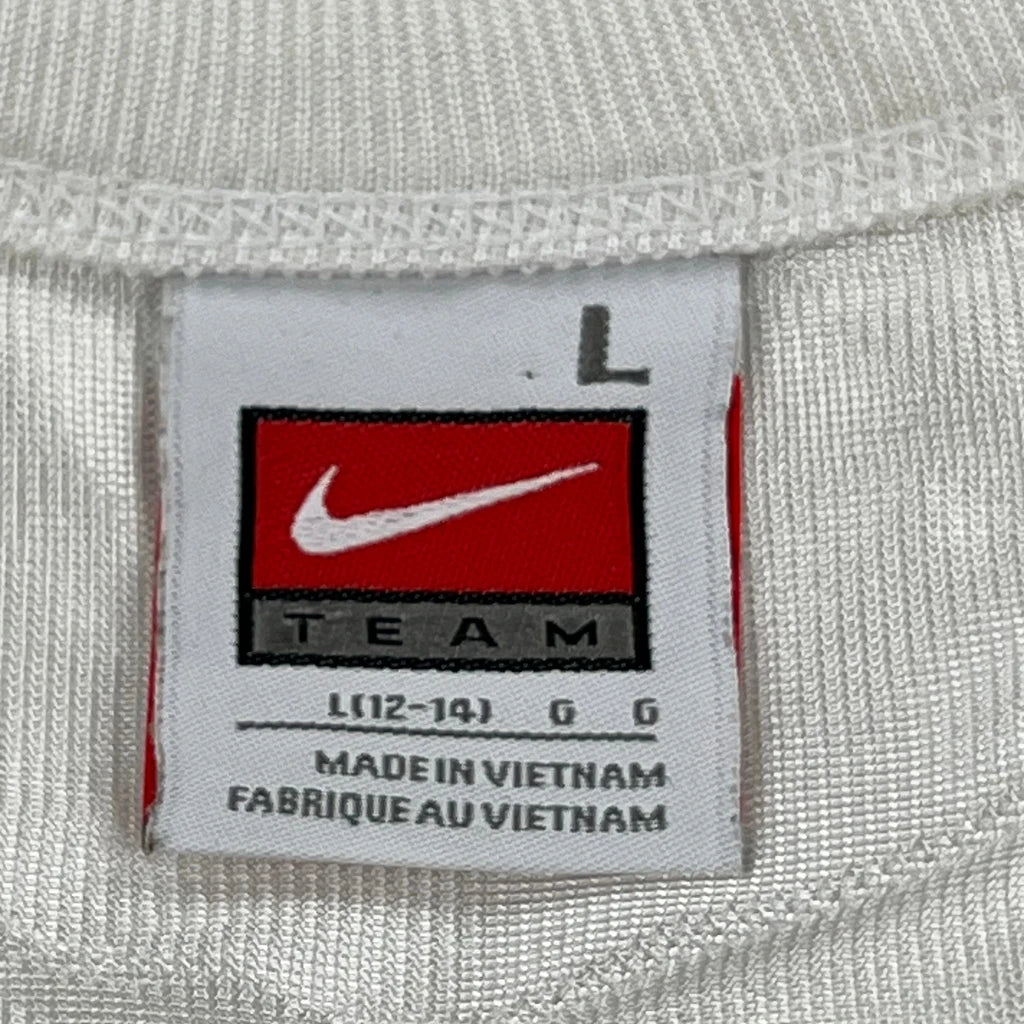 L
TEAM
L(12-14) G G
MADE IN VIETNAM
FABRIQUE AU VIETNAM